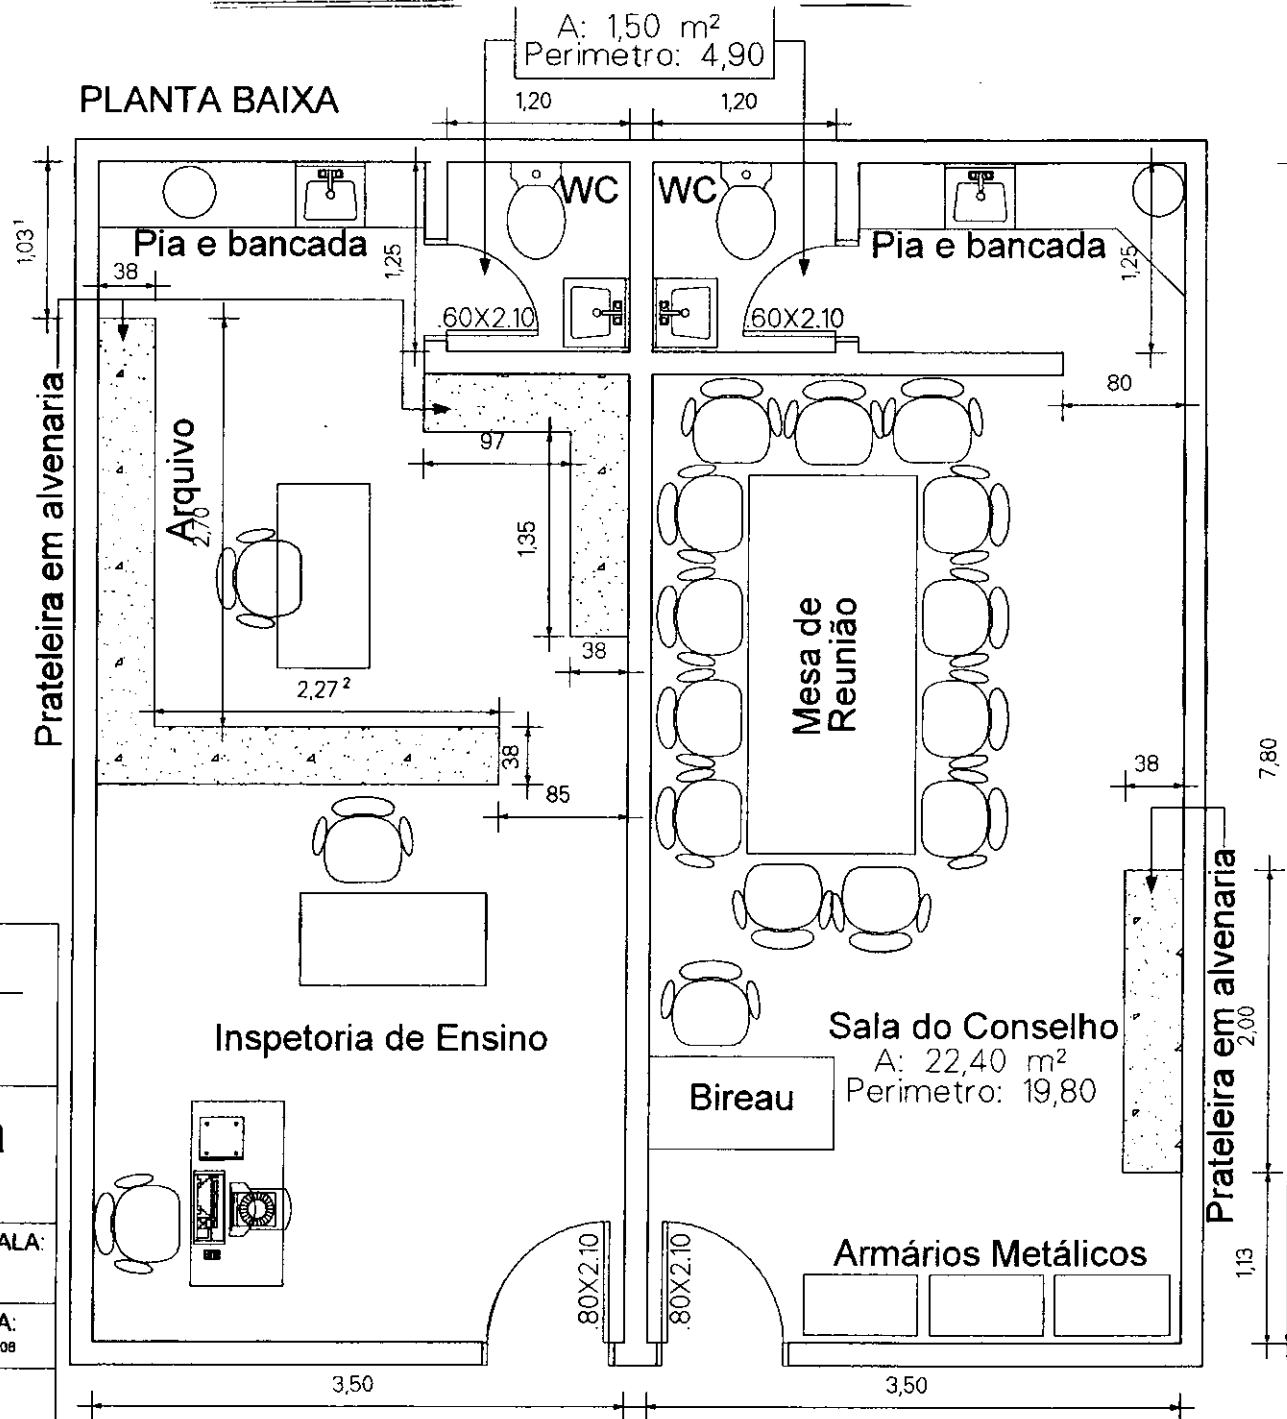 A: 1,50 m²
Perimetro: 4,90
PLANTA BAIXA
1,20
1,20
WC
WC
1,03¹
Pia e bancada
1,25
Pia e bancada
1,25
38
.60X2.10
.60X2.10
80
Prateleira em alvenaria
Arquivo
2,70
97
1,35
38
2,27²
38
85
Mesa de
Reunião
38
7,80
Prateleira em alvenaria
2,00
Inspetoria de Ensino
Sala do Conselho
A: 22,40 m²
Perimetro: 19,80
Bireau
ALA:
A:
.80X2.10
.80X2.10
Armários Metálicos
1,13
3,50
3,50